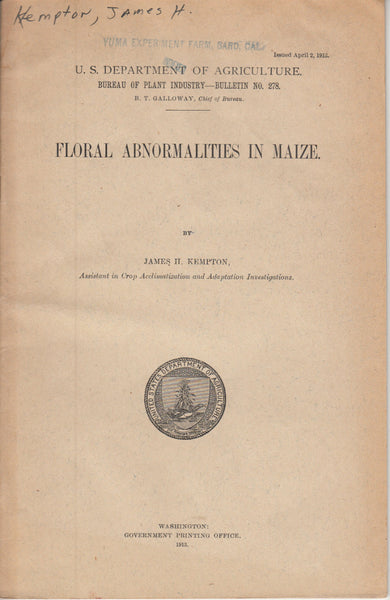 Kempton, James H.
YUMA EXPERIMENT FARM, BARD, CAL.
Issued April 2, 1913.
U. S. DEPARTMENT OF AGRICULTURE.
BUREAU OF PLANT INDUSTRY—BULLETIN NO. 278.
B. T. GALLOWAY, Chief of Bureau.
FLORAL ABNORMALITIES IN MAIZE.
BY
JAMES H. KEMPTON,
Assistant in Crop Acclimatization and Adaptation Investigations.
UNITED STATES DEPARTMENT OF AGRICULTURE
WASHINGTON:
GOVERNMENT PRINTING OFFICE.
1913.